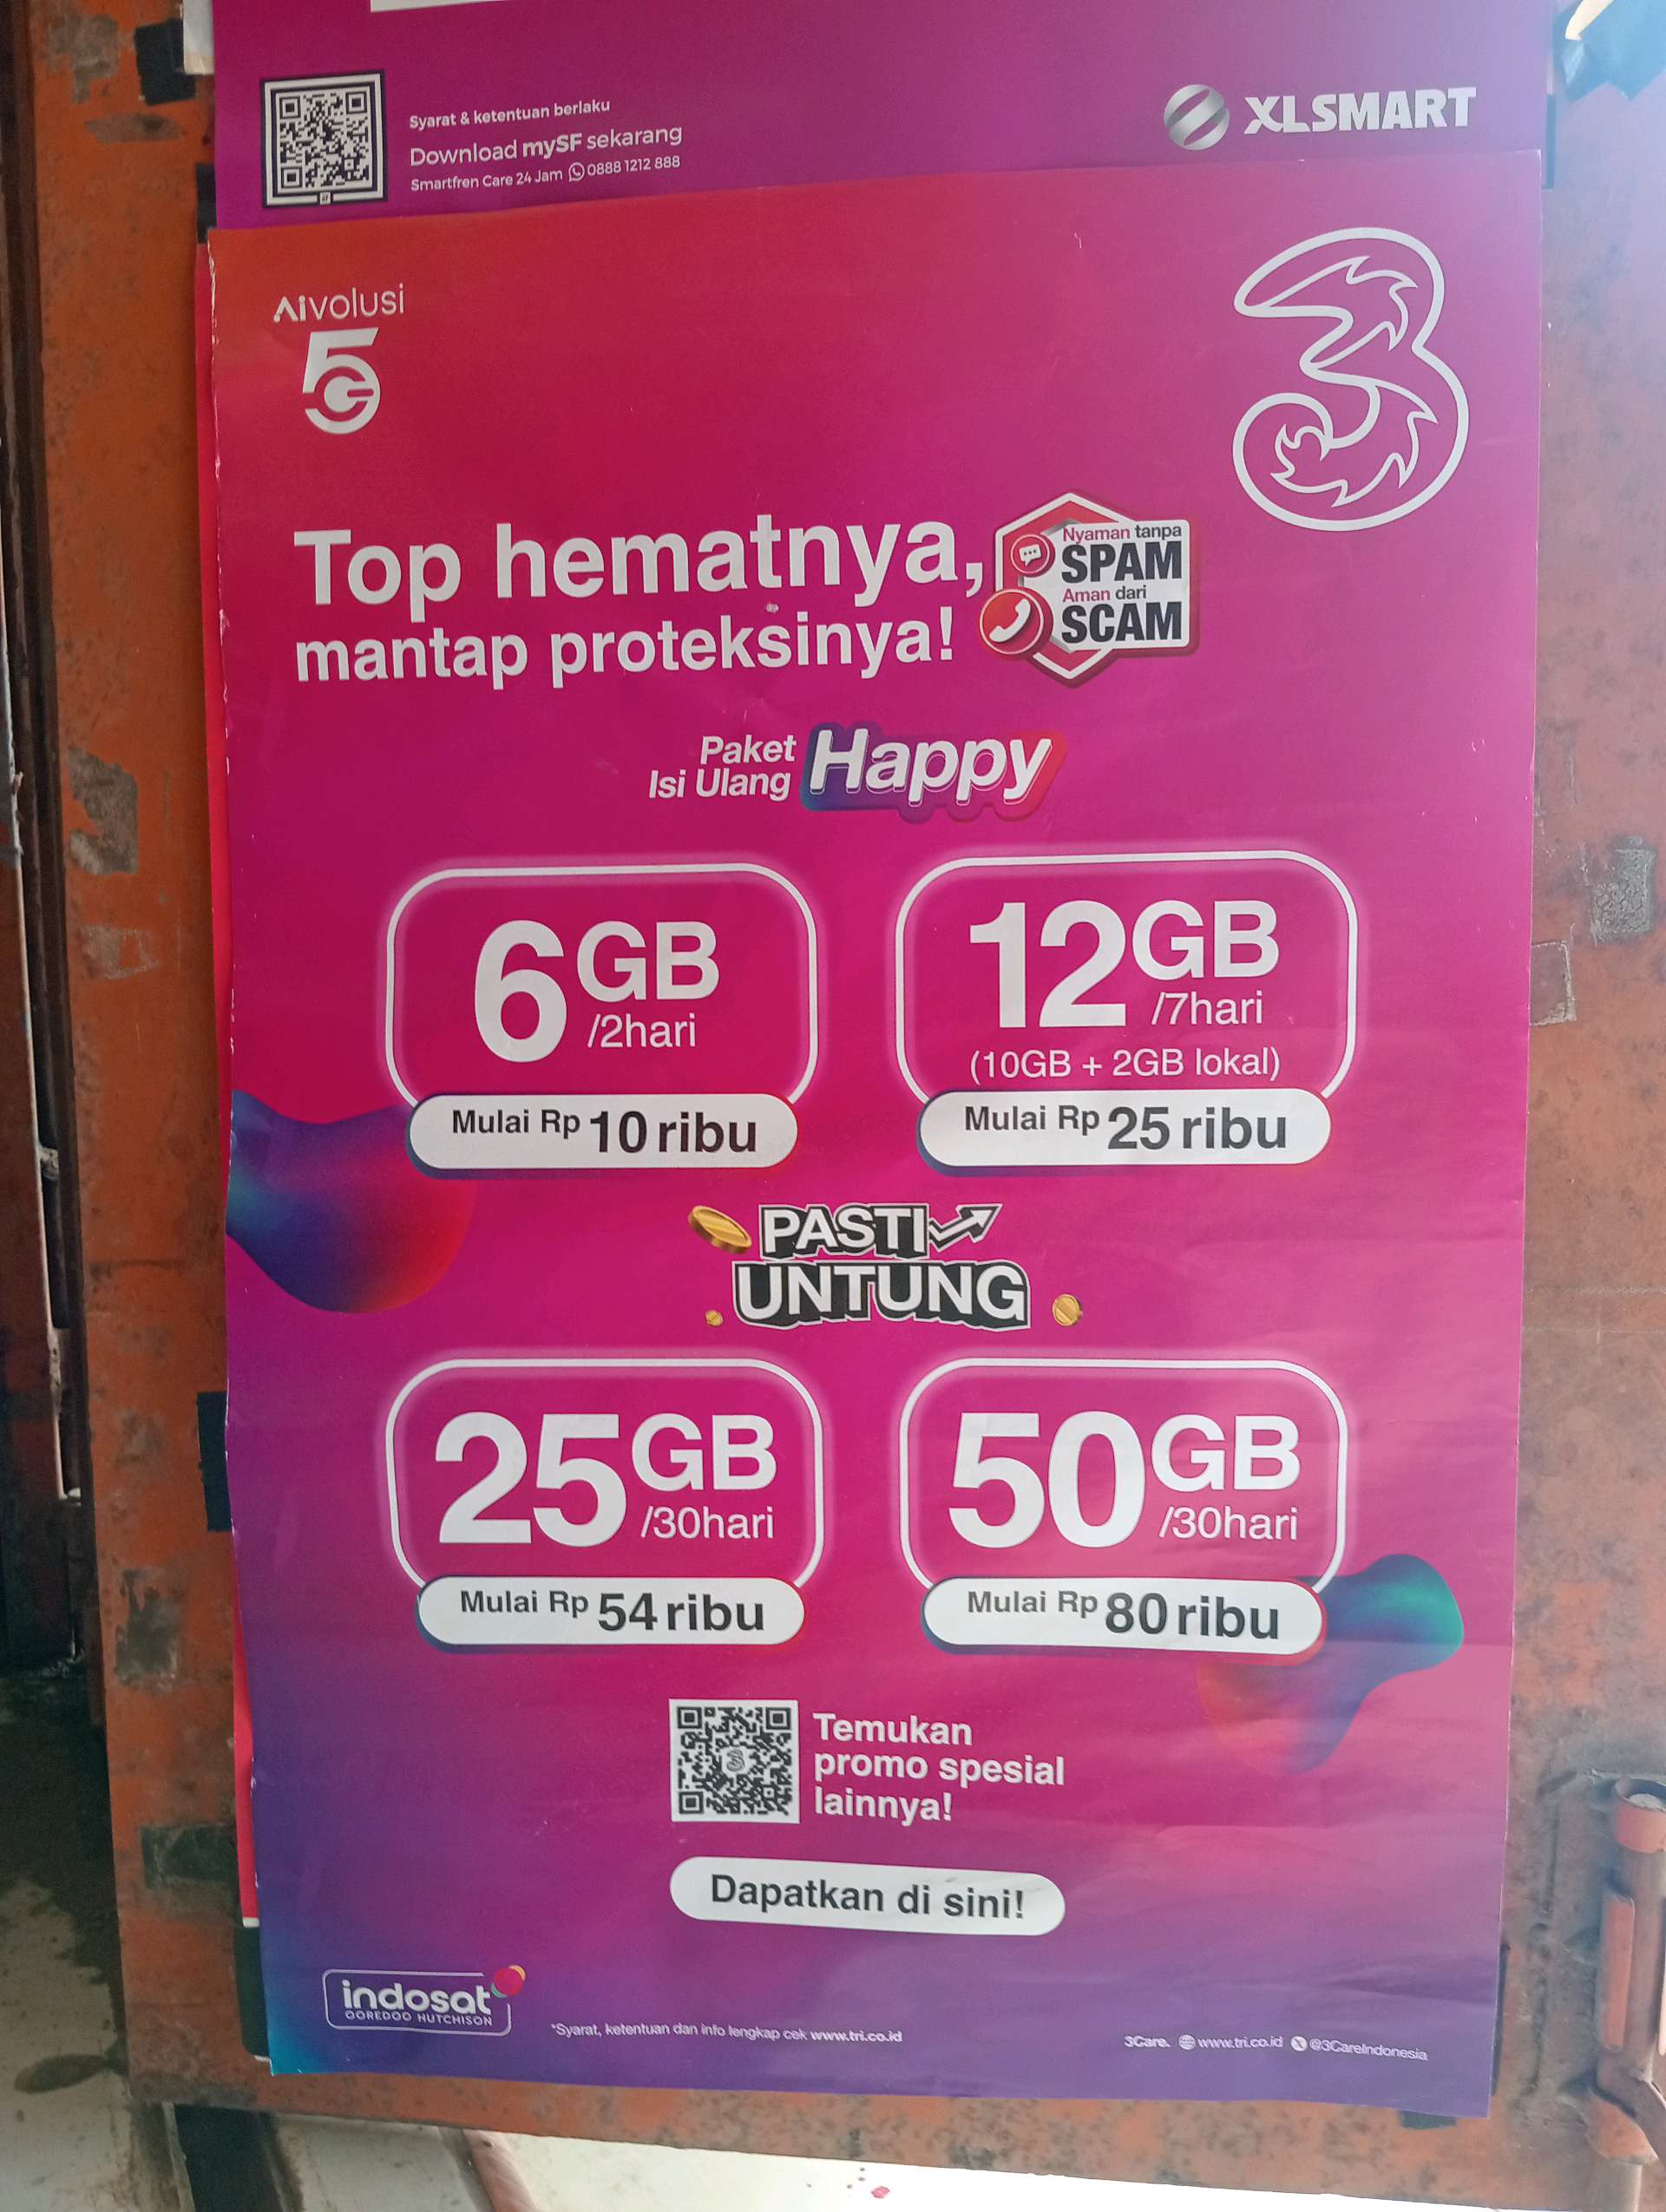 Syarat & ketentuan berlaku
Download mySF sekarang
Smartfren Care 24 Jam 0888 1212 888
XLSMART
AIVOLUSI
5G
3
Top hematnya,
mantap proteksinya!
Nyaman tanpa
SPAM
Aman dari
SCAM
Paket
Isi Ulang
Happy
6GB
/2hari
Mulai Rp 10 ribu
12GB
/7hari
(10GB + 2GB lokal)
Mulai Rp 25 ribu
PASTI
UNTUNG
25GB
/30hari
Mulai Rp 54 ribu
50GB
/30hari
Mulai Rp 80 ribu
Temukan
promo spesial
lainnya!
Dapatkan di sini!
indosat
OOREDOO HUTCHISON
*Syarat, ketentuan dan info lengkap cek www.tri.co.id
3Care. www.tri.co.id @3CareIndonesia